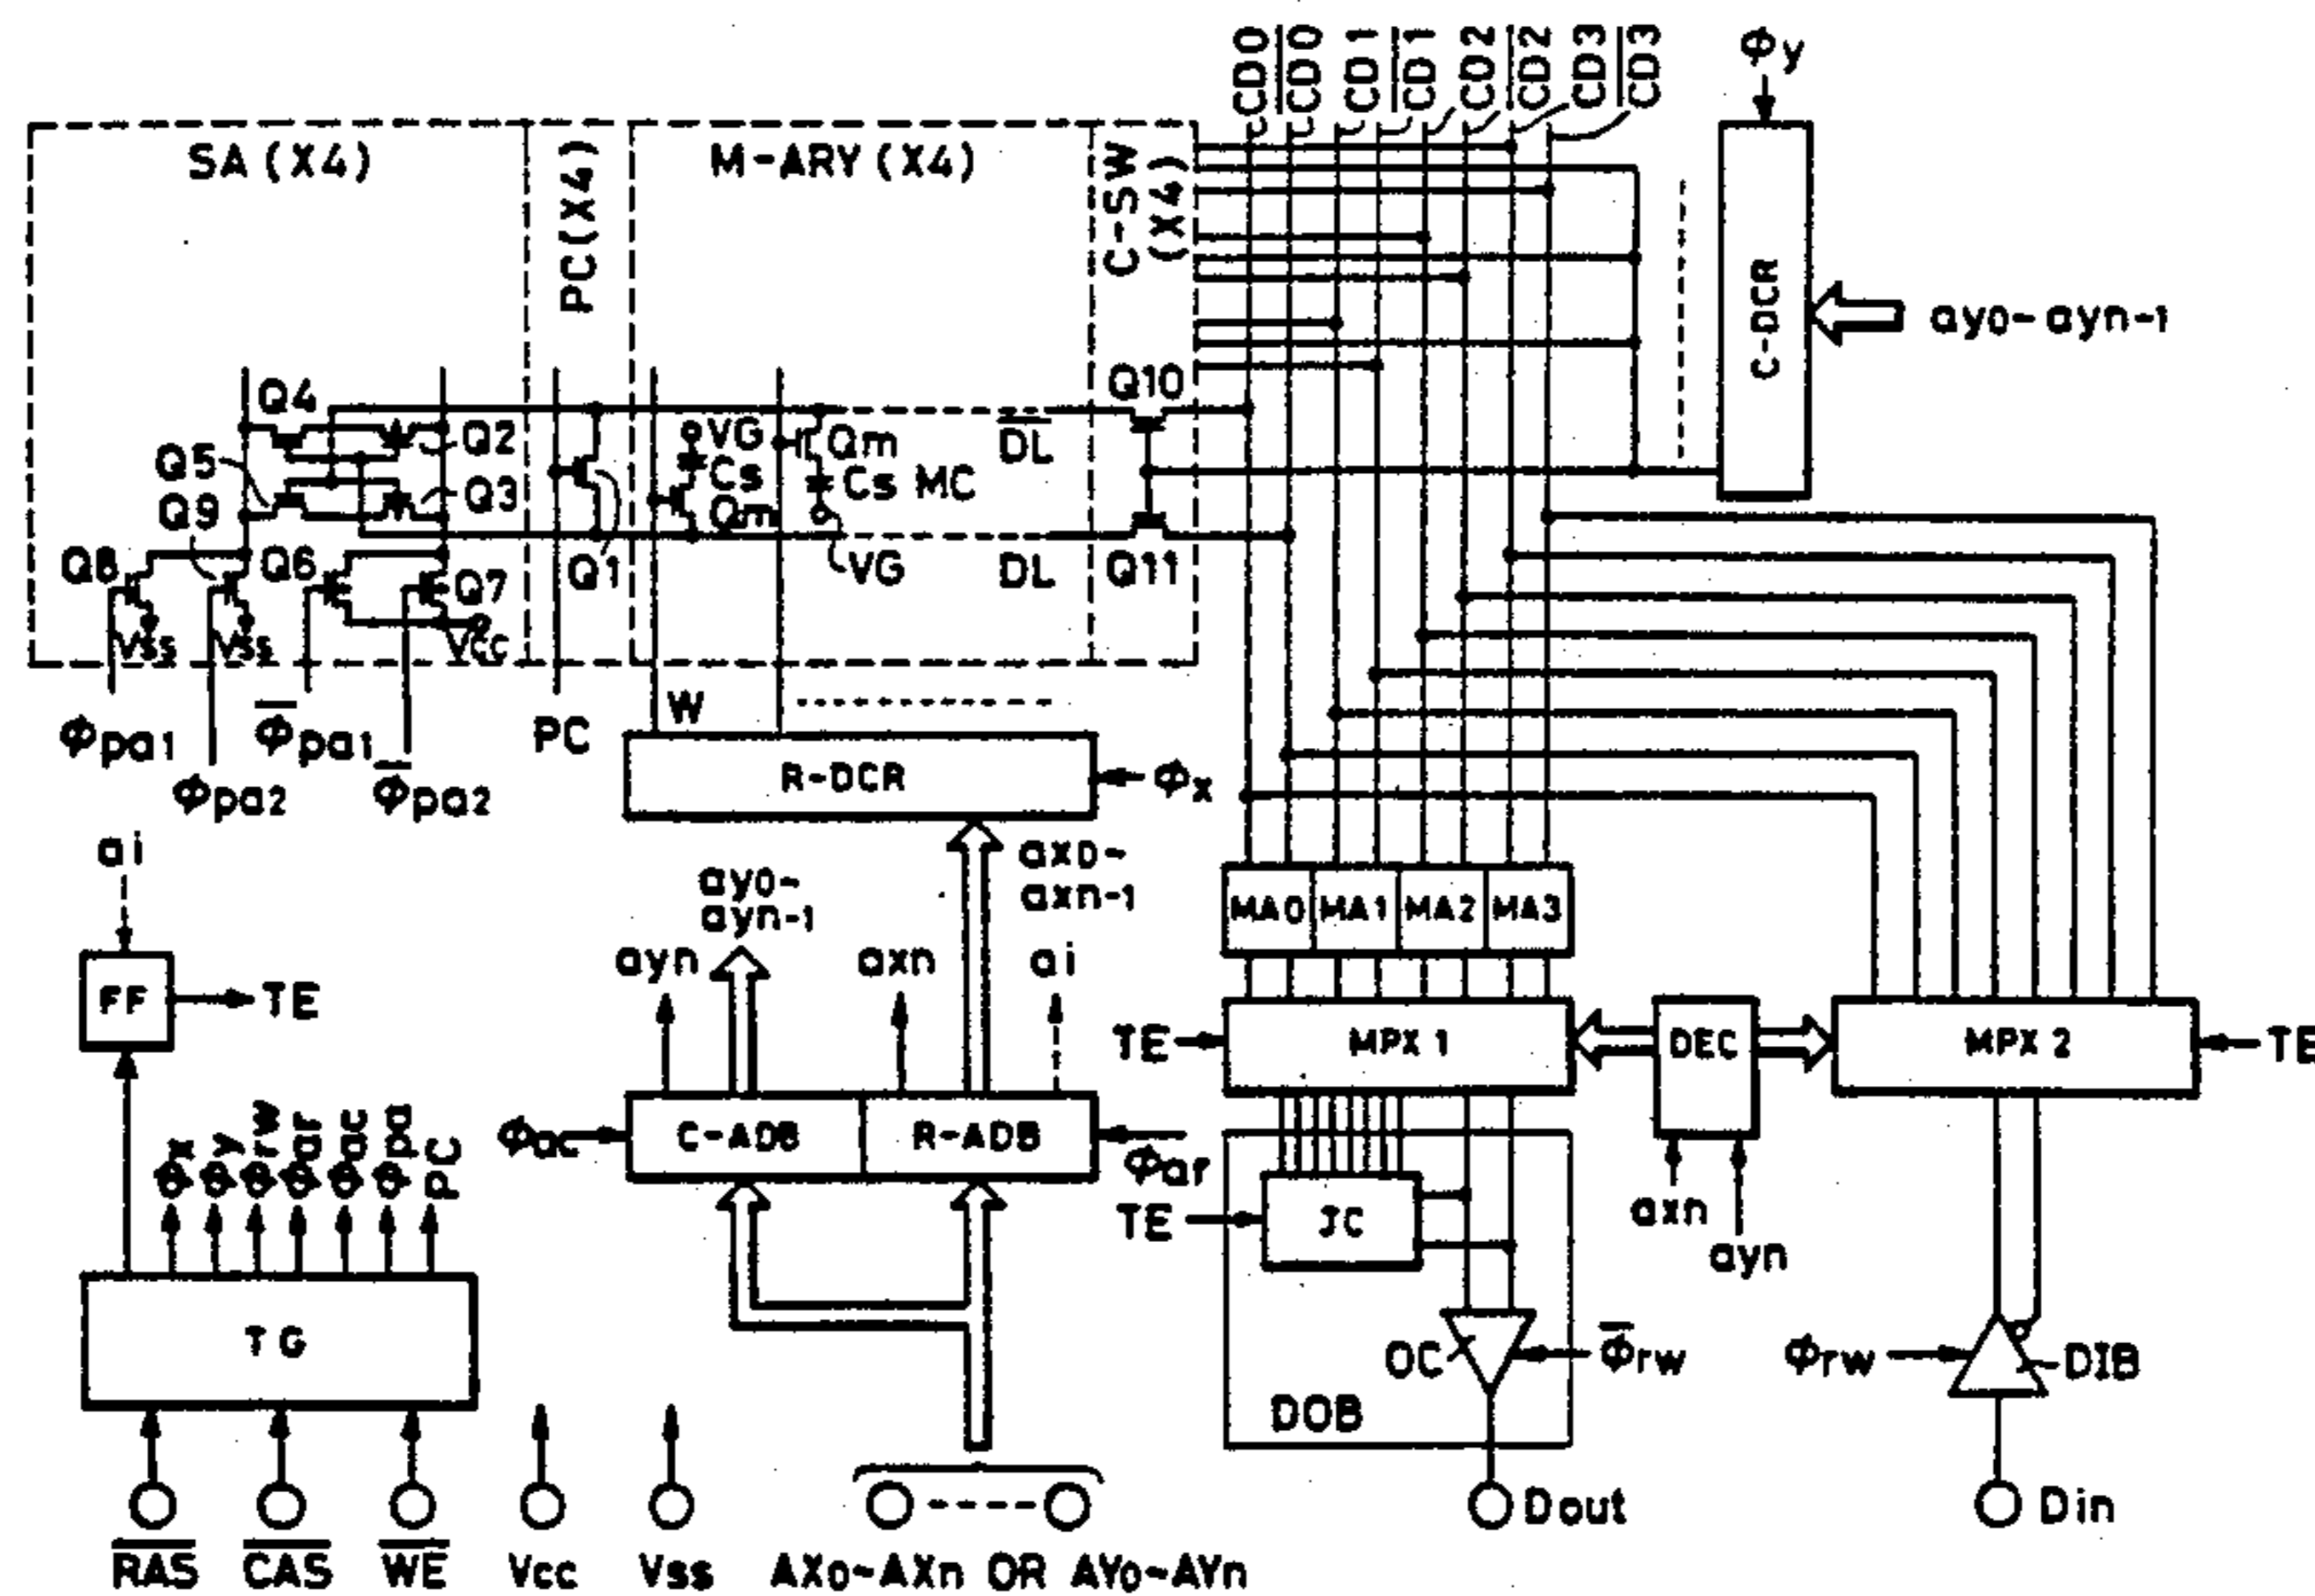 CD0
CD0
CD1
CD1
CD2
CD2
CD3
CD3
ϕy
SA (X4)
PC(X4)
M-ARY (X4)
C-SW (X4)
C-DCR
ay0-ayn-1
Q4
Q2
Q5
Q3
Q9
Q8
Q6
Q7
Vss
Vss
Vcc
Q1
VG
Cs
Qm
Qm
Cs MC
VG
DL
DL
Q10
Q11
ϕpa1
ϕpa2
ϕpa1
ϕpa2
PC
W
R-DCR
ϕx
ai
FF
TE
ay0-
ayn-1
ayn
axn
ax0-
axn-1
ai
MA0
MA1
MA2
MA3
TE
MPX 1
DEC
MPX 2
TE
ϕac
C-ADB
R-ADB
ϕar
axn
ayn
ϕx
ϕy
ϕrw
ϕar
ϕac
ϕpa
PC
TE
JC
TG
OC
ϕrw
DOB
ϕrw
DIB
Dout
Din
RAS
CAS
WE
Vcc
Vss
AX0~AXn OR AY0~AYn